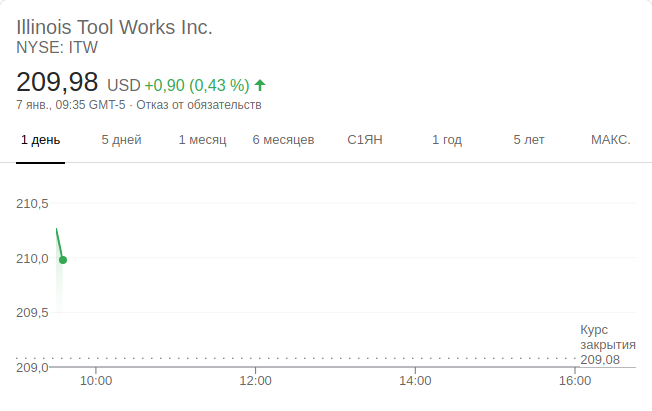 Illinois Tool Works Inc.
NYSE: ITW
209,98 USD +0,90 (0,43 %)
7 янв., 09:35 GMT-5 · Отказ от обязательств
1 день 5 дней 1 месяц 6 месяцев С1ЯН 1 год 5 лет МАКС.
210,5
210,0
209,5
Курс
закрытия
209,08
209,0
10:00 12:00 14:00 16:00